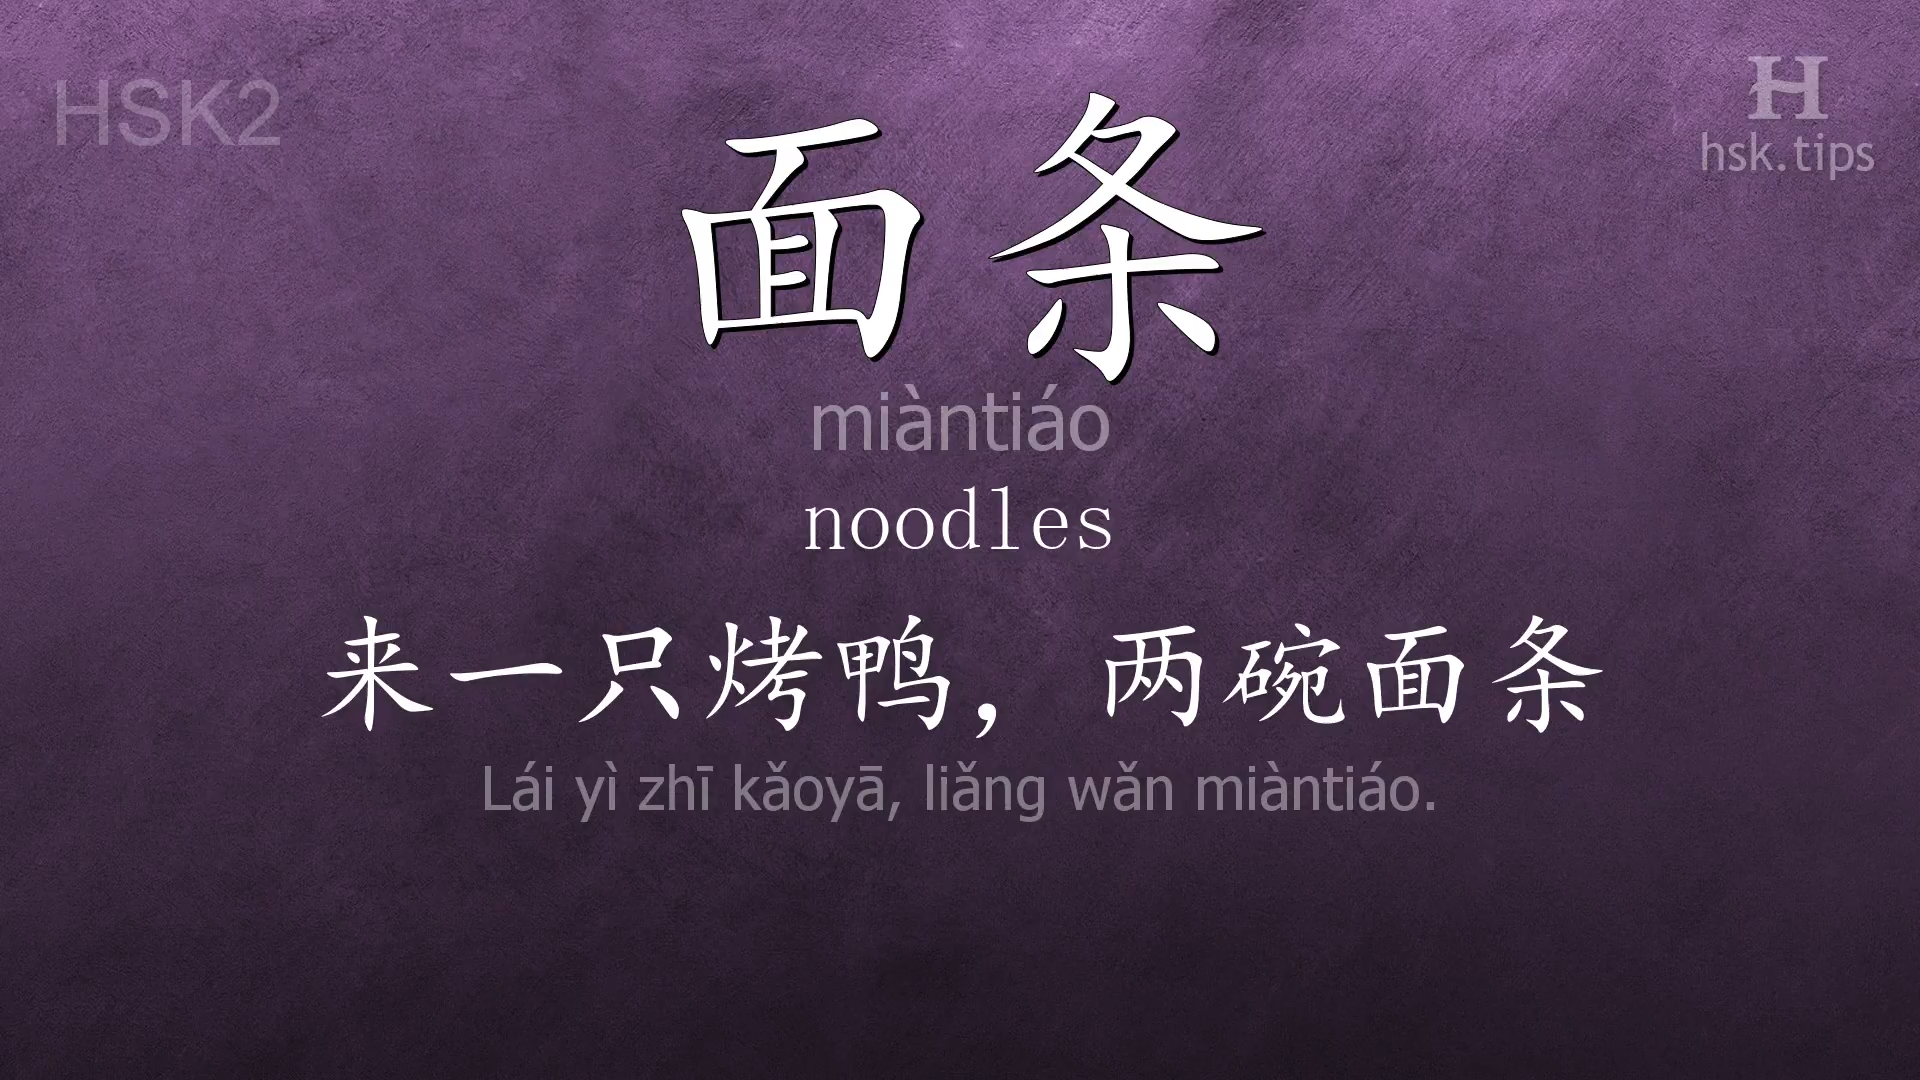 HSK2
H
hsk.tips
面条
miàntiáo
noodles
来一只烤鸭，两碗面条
Lái yì zhī kǎoyā, liǎng wǎn miàntiáo.